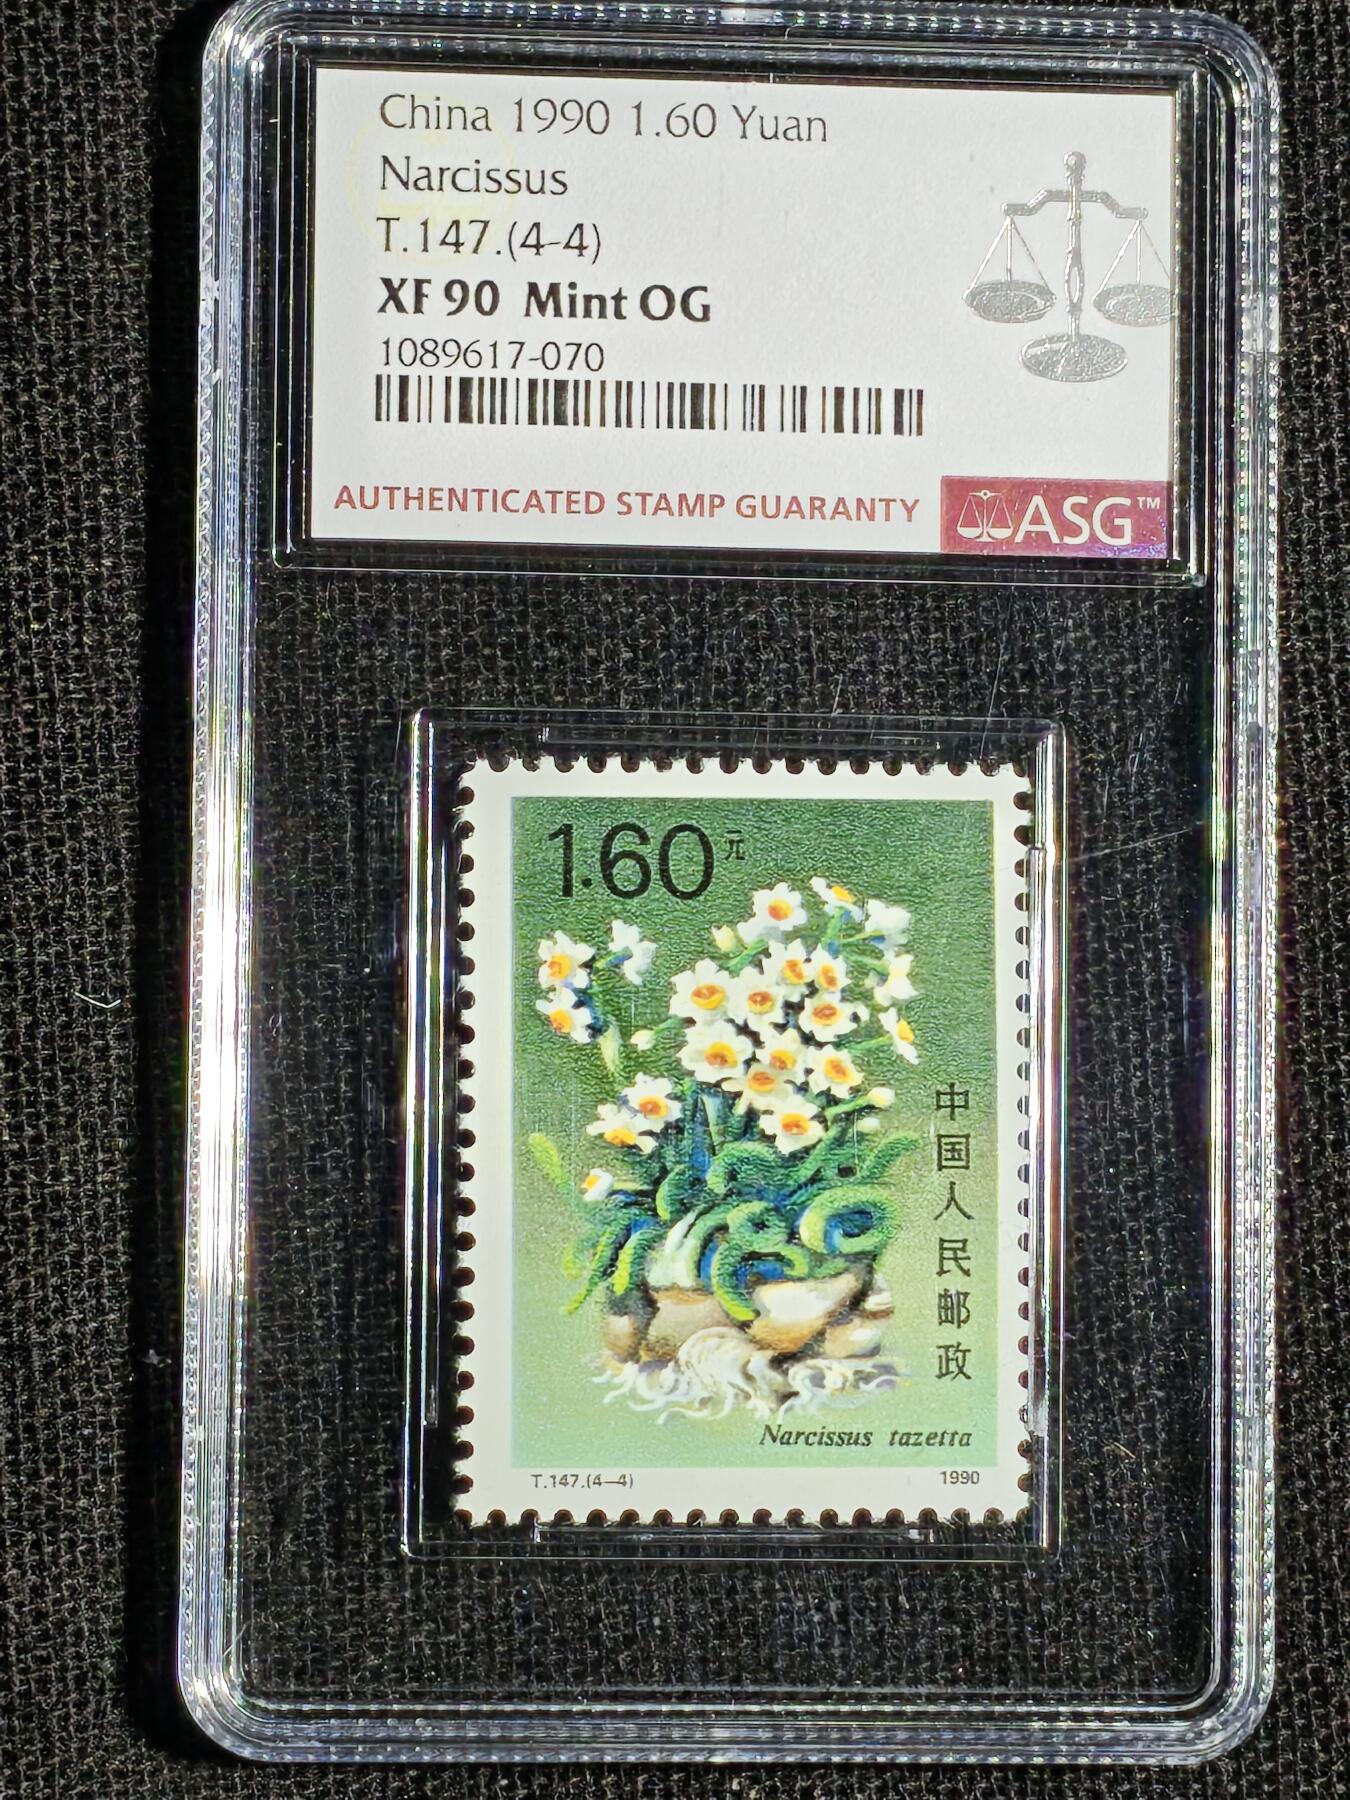 China 1990 1.60 Yuan
Narcissus
T.147.(4-4)
XF 90 Mint OG
1089617-070
AUTHENTICATED STAMP GUARANTY
ASG™
1.60元
中国人民邮政
Narcissus tazetta
T.147.(4—4)
1990